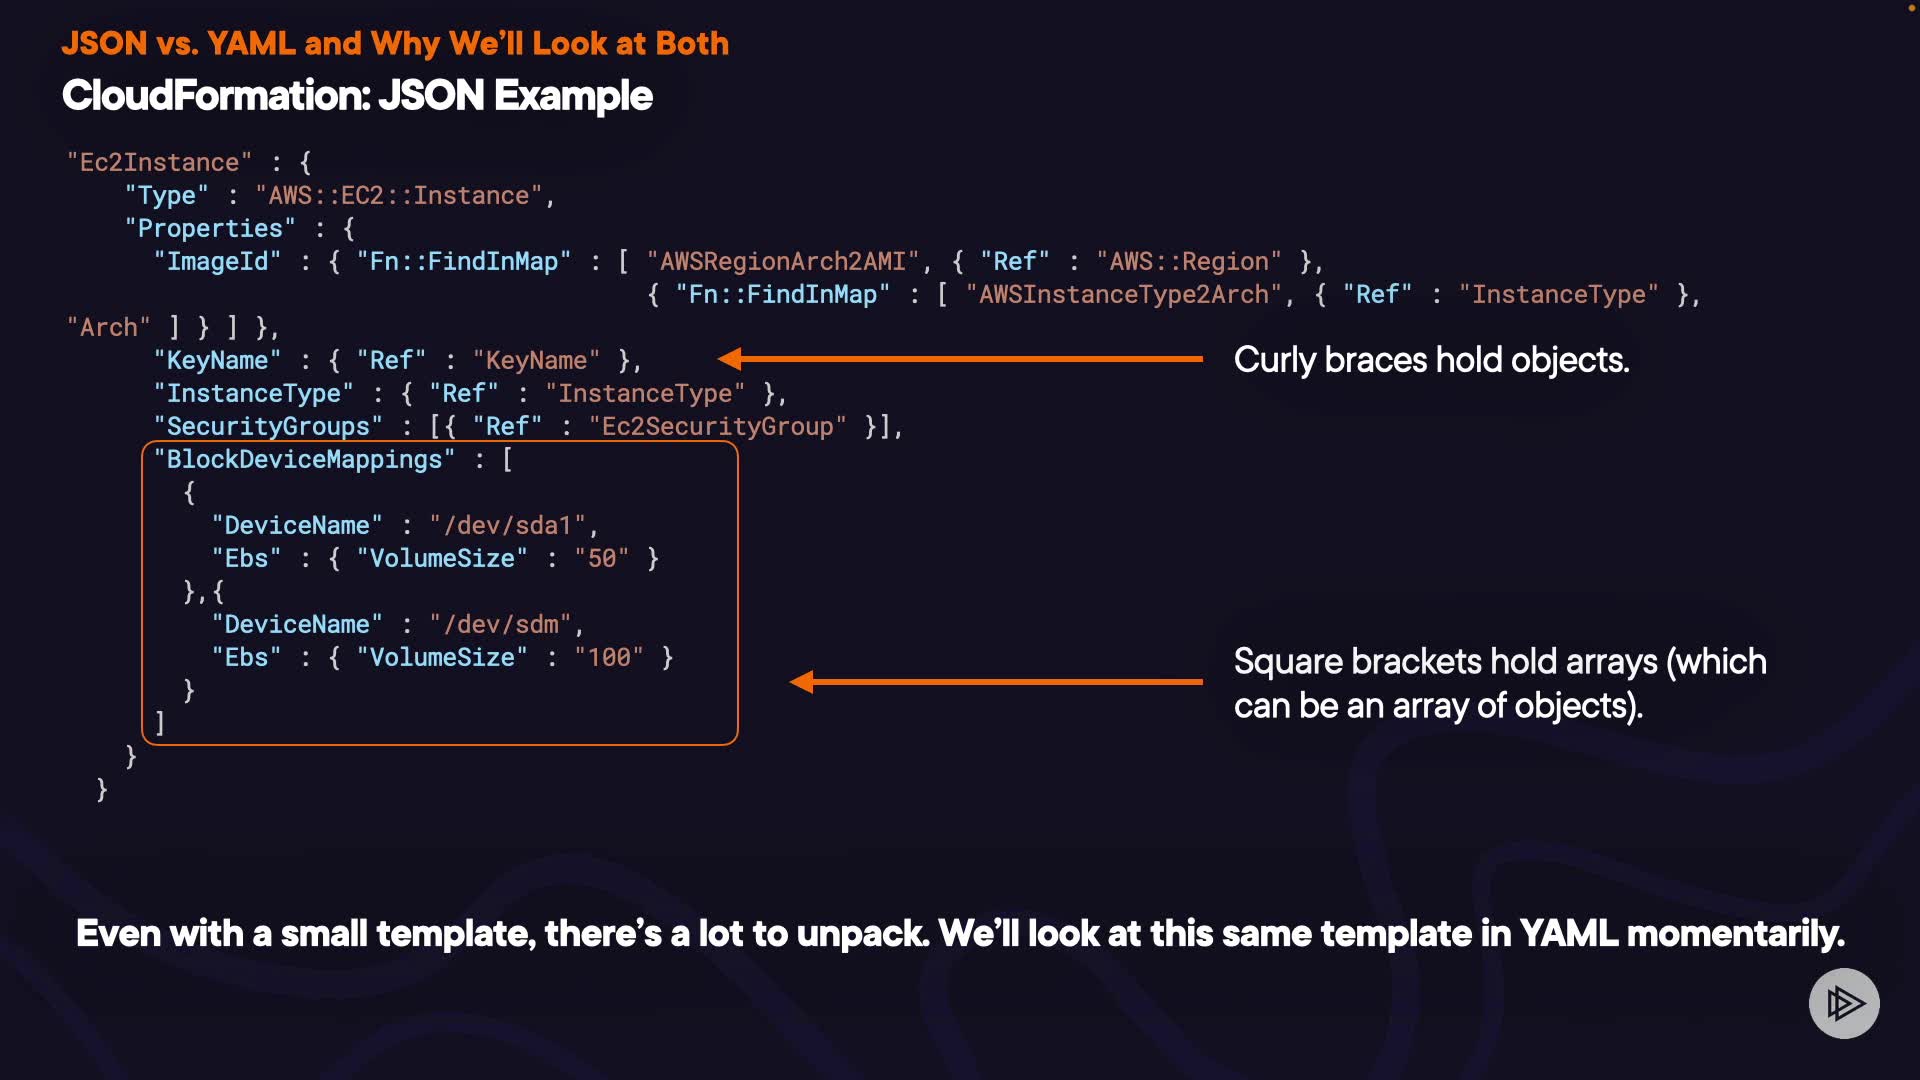 JSON vs. YAML and Why We’ll Look at Both
CloudFormation: JSON Example
"Ec2Instance" : {
    "Type" : "AWS::EC2::Instance",
    "Properties" : {
      "ImageId" : { "Fn::FindInMap" : [ "AWSRegionArch2AMI", { "Ref" : "AWS::Region" },
                                        { "Fn::FindInMap" : [ "AWSInstanceType2Arch", { "Ref" : "InstanceType" },
"Arch" ] } ] },
      "KeyName" : { "Ref" : "KeyName" },
Curly braces hold objects.
      "InstanceType" : { "Ref" : "InstanceType" },
      "SecurityGroups" : [{ "Ref" : "Ec2SecurityGroup" }],
      "BlockDeviceMappings" : [
        {
          "DeviceName" : "/dev/sda1",
          "Ebs" : { "VolumeSize" : "50" }
        },{
          "DeviceName" : "/dev/sdm",
          "Ebs" : { "VolumeSize" : "100" }
        }
      ]
    }
  }
Square brackets hold arrays (which
can be an array of objects).
Even with a small template, there’s a lot to unpack. We’ll look at this same template in YAML momentarily.